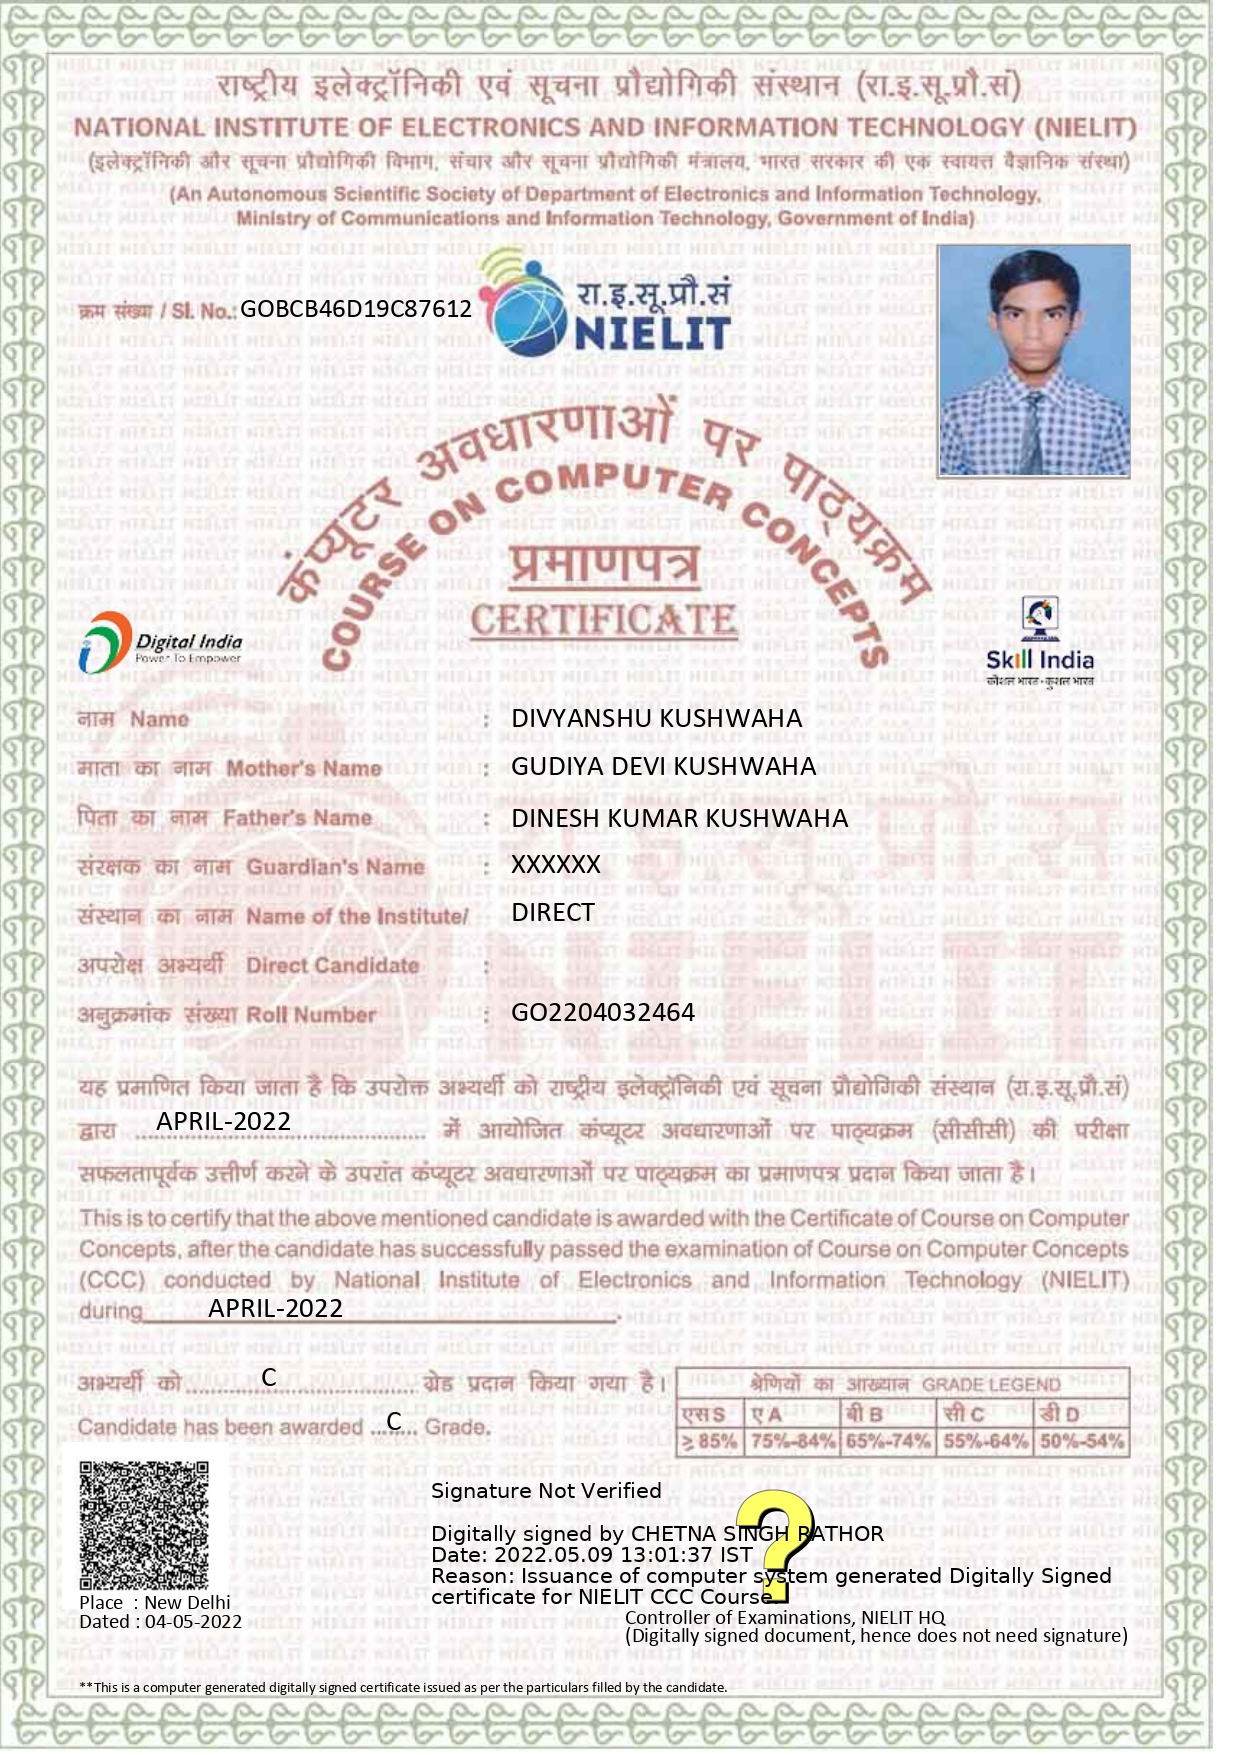 राष्ट्रीय इलेक्ट्रॉनिकी एवं सूचना प्रौद्योगिकी संस्थान (रा.इ.सू.प्रौ.सं)
NATIONAL INSTITUTE OF ELECTRONICS AND INFORMATION TECHNOLOGY (NIELIT)
(इलेक्ट्रॉनिकी और सूचना प्रौद्योगिकी विभाग, संचार और सूचना प्रौद्योगिकी मंत्रालय, भारत सरकार की एक स्वायत्त वैज्ञानिक संस्था)
(An Autonomous Scientific Society of Department of Electronics and Information Technology,
Ministry of Communications and Information Technology, Government of India)
क्रम संख्या / Sl. No.: GOBCB46D19C87612
रा.इ.सू.प्रौ.सं
NIELIT
कंप्यूटर अवधारणाओं पर पाठ्यक्रम
COURSE ON COMPUTER CONCEPTS
प्रमाणपत्र
CERTIFICATE
Digital India
Power To Empower
Skill India
कौशल भारत - कुशल भारत
नाम Name : DIVYANSHU KUSHWAHA
माता का नाम Mother's Name : GUDIYA DEVI KUSHWAHA
पिता का नाम Father's Name : DINESH KUMAR KUSHWAHA
संरक्षक का नाम Guardian's Name : XXXXXX
संस्थान का नाम Name of the Institute/ DIRECT
अपरोक्ष अभ्यर्थी Direct Candidate :
अनुक्रमांक संख्या Roll Number : GO2204032464
यह प्रमाणित किया जाता है कि उपरोक्त अभ्यर्थी को राष्ट्रीय इलेक्ट्रॉनिकी एवं सूचना प्रौद्योगिकी संस्थान (रा.इ.सू.प्रौ.सं)
द्वारा APRIL-2022 में आयोजित कंप्यूटर अवधारणाओं पर पाठ्यक्रम (सीसीसी) की परीक्षा
सफलतापूर्वक उत्तीर्ण करने के उपरांत कंप्यूटर अवधारणाओं पर पाठ्यक्रम का प्रमाणपत्र प्रदान किया जाता है।
This is to certify that the above mentioned candidate is awarded with the Certificate of Course on Computer
Concepts, after the candidate has successfully passed the examination of Course on Computer Concepts
(CCC) conducted by National Institute of Electronics and Information Technology (NIELIT)
during APRIL-2022.
अभ्यर्थी को C ग्रेड प्रदान किया गया है।
Candidate has been awarded C Grade.
श्रेणियों का आख्यान GRADE LEGEND
एस S ए A बी B सी C डी D
≥ 85% 75%-84% 65%-74% 55%-64% 50%-54%
Signature Not Verified
Digitally signed by CHETNA SINGH RATHOR
Date: 2022.05.09 13:01:37 IST
Reason: Issuance of computer system generated Digitally Signed
certificate for NIELIT CCC Course.
Place : New Delhi
Dated : 04-05-2022
Controller of Examinations, NIELIT HQ
(Digitally signed document, hence does not need signature)
**This is a computer generated digitally signed certificate issued as per the particulars filled by the candidate.